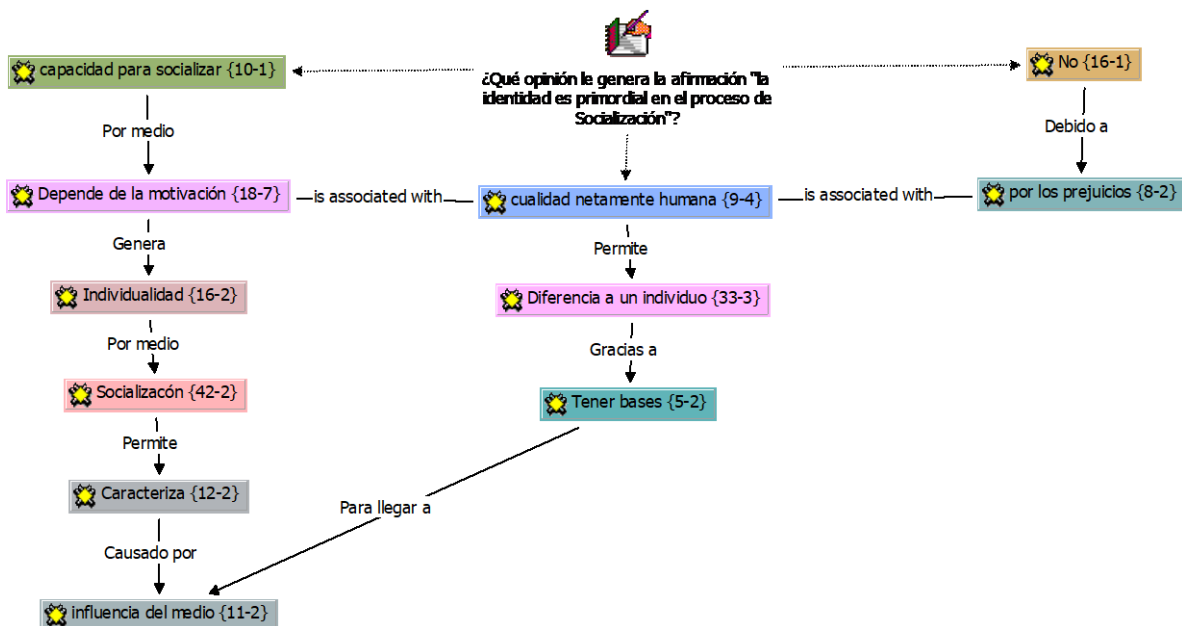 ¿Qué opinión le genera la afirmación "la
identidad es primordial en el proceso de
Socialización"?
capacidad para socializar {10-1}
No {16-1}
Por medio
Debido a
Depende de la motivación {18-7}
is associated with
cualidad netamente humana {9-4}
is associated with
por los prejuicios {8-2}
Genera
Permite
Individualidad {16-2}
Diferencia a un individuo {33-3}
Por medio
Gracias a
Socializacón {42-2}
Tener bases {5-2}
Permite
Caracteriza {12-2}
Para llegar a
Causado por
influencia del medio {11-2}